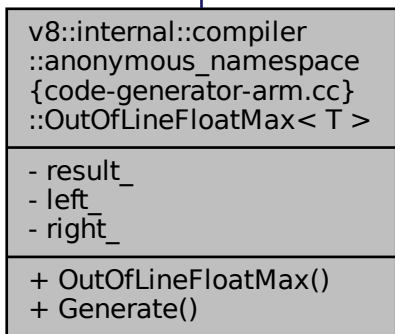 v8::internal::compiler
::anonymous_namespace
{code-generator-arm.cc}
::OutOfLineFloatMax< T >
- result_
- left_
- right_
+ OutOfLineFloatMax()
+ Generate()